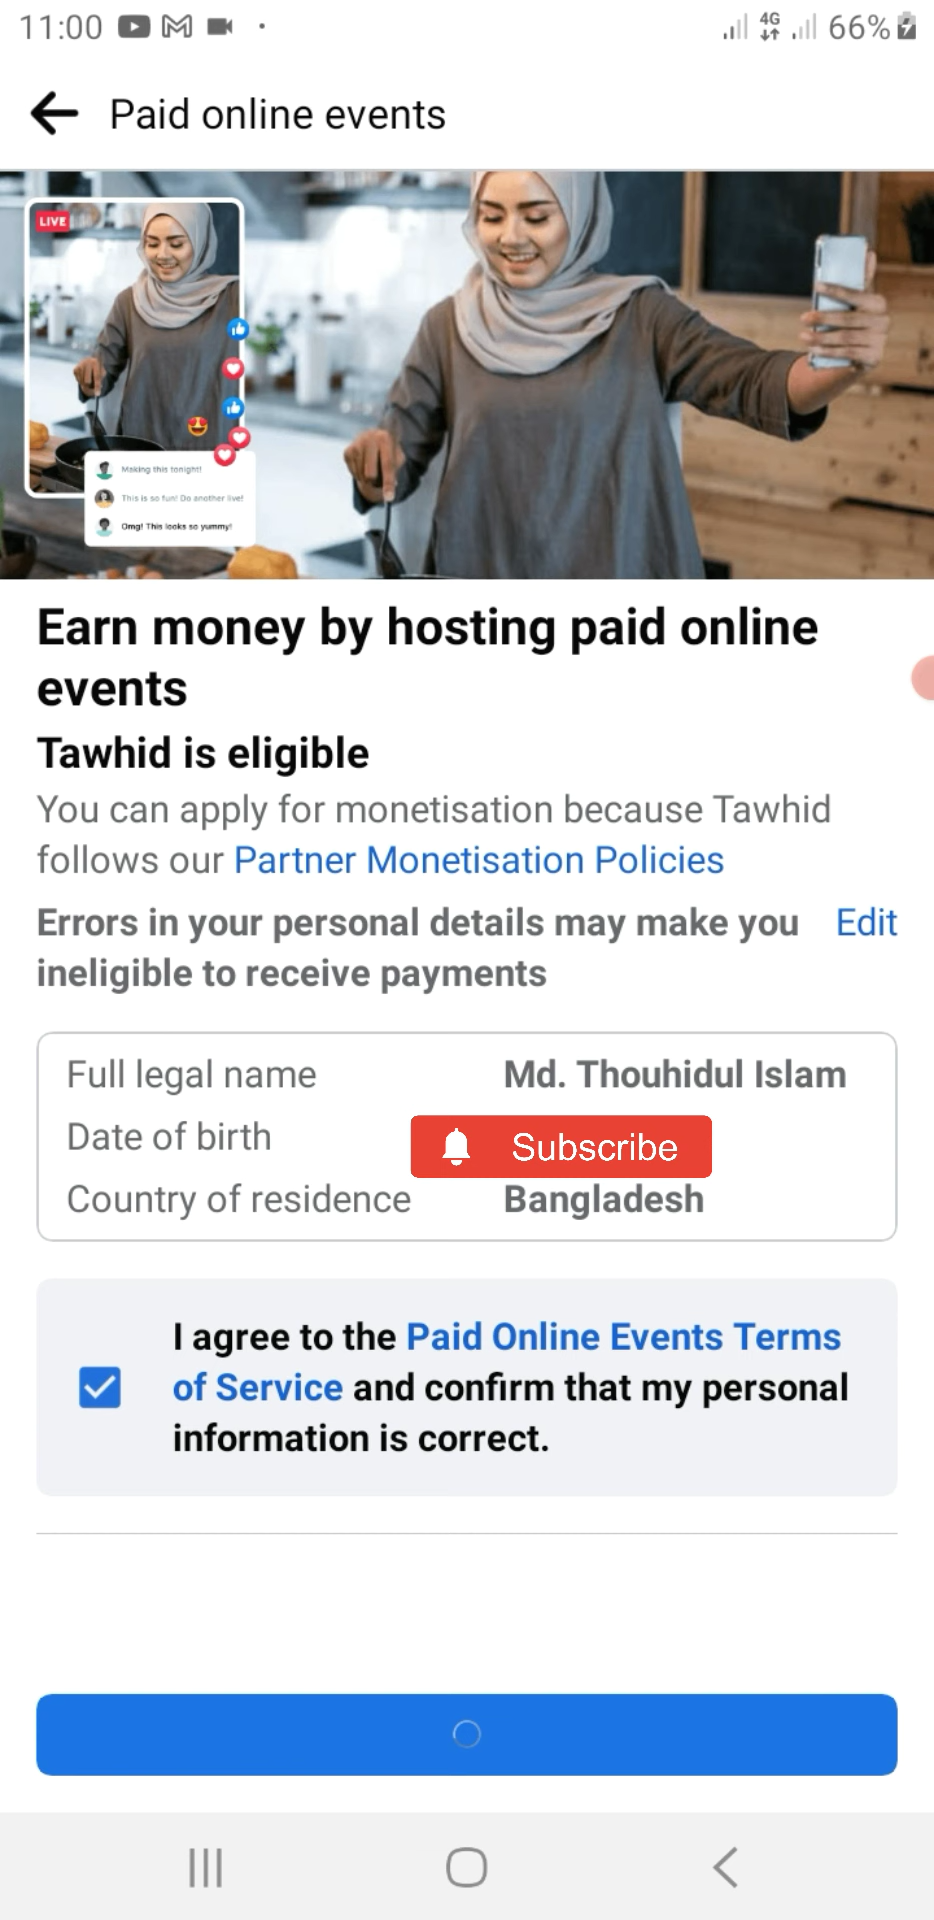 11:00
4G
66%
Paid online events
LIVE
Making this tonight!
This is so fun! Do another live!
Omg! This looks so yummy!
Earn money by hosting paid online
events
Tawhid is eligible
You can apply for monetisation because Tawhid
follows our Partner Monetisation Policies
Errors in your personal details may make you Edit
ineligible to receive payments
Full legal name Md. Thouhidul Islam
Date of birth
Subscribe
Country of residence Bangladesh
I agree to the Paid Online Events Terms
of Service and confirm that my personal
information is correct.